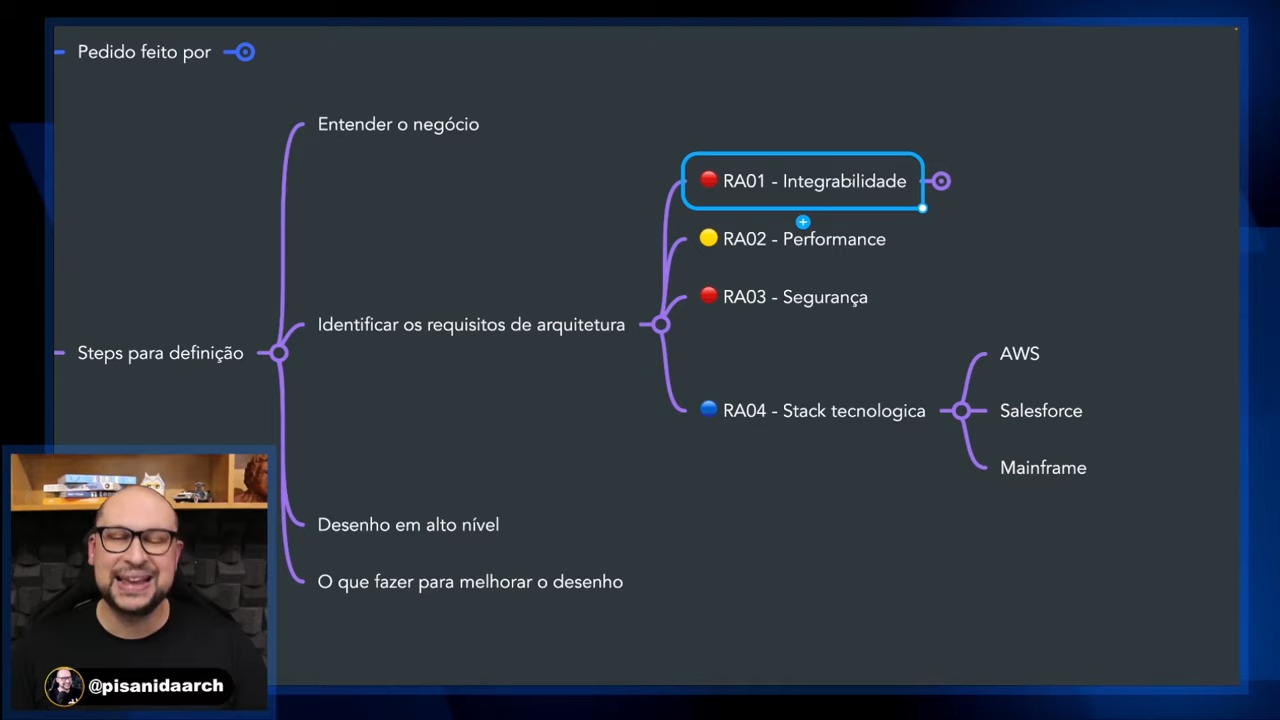 Pedido feito por
Entender o negócio
RA01 - Integrabilidade
RA02 - Performance
RA03 - Segurança
Identificar os requisitos de arquitetura
Steps para definição
AWS
RA04 - Stack tecnologica
Salesforce
Mainframe
Desenho em alto nível
O que fazer para melhorar o desenho
@pisanidaarch